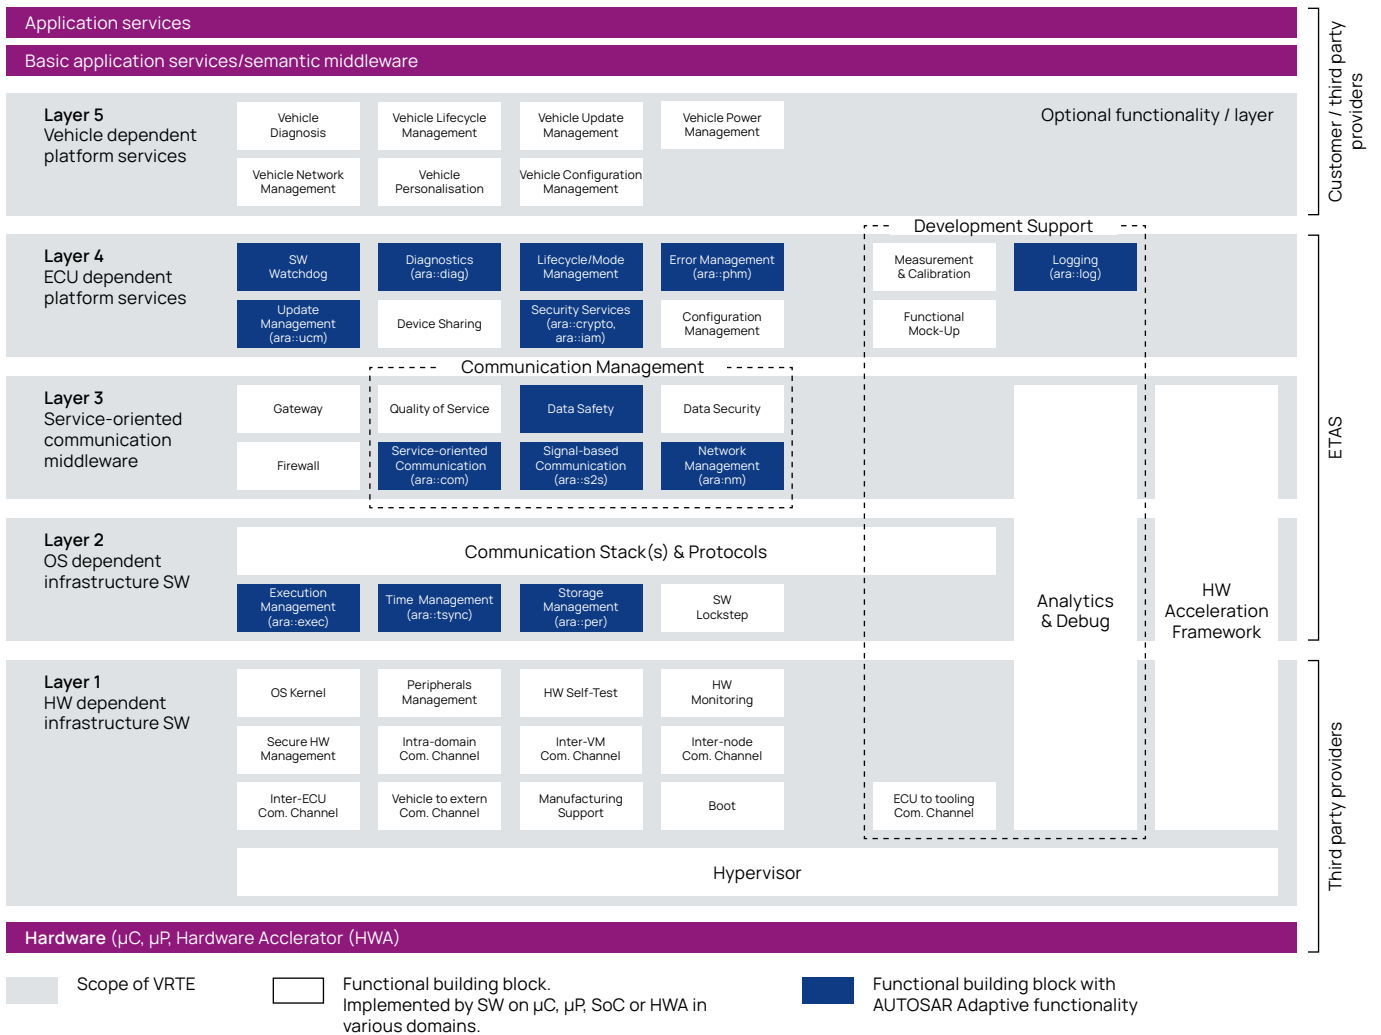 Application services
Basic application services/semantic middleware
Layer 5
Vehicle dependent
platform services
Vehicle
Diagnosis
Vehicle Lifecycle
Management
Vehicle Update
Management
Vehicle Power
Management
Optional functionality / layer
Vehicle Network
Management
Vehicle
Personalisation
Vehicle Configuration
Management
Customer / third party
providers
Development Support
Layer 4
ECU dependent
platform services
SW
Watchdog
Diagnostics
(ara::diag)
Lifecycle/Mode
Management
Error Management
(ara::phm)
Measurement
& Calibration
Logging
(ara::log)
Update
Management
(ara::ucm)
Device Sharing
Security Services
(ara::crypto,
ara::iam)
Configuration
Management
Functional
Mock-Up
Communication Management
Layer 3
Service-oriented
communication
middleware
Gateway
Quality of Service
Data Safety
Data Security
Firewall
Service-oriented
Communication
(ara::com)
Signal-based
Communication
(ara::s2s)
Network
Management
(ara:nm)
ETAS
Layer 2
OS dependent
infrastructure SW
Communication Stack(s) & Protocols
Execution
Management
(ara::exec)
Time Management
(ara::tsync)
Storage
Management
(ara::per)
SW
Lockstep
Analytics
& Debug
HW
Acceleration
Framework
Layer 1
HW dependent
infrastructure SW
OS Kernel
Peripherals
Management
HW Self-Test
HW
Monitoring
Secure HW
Management
Intra-domain
Com. Channel
Inter-VM
Com. Channel
Inter-node
Com. Channel
Inter-ECU
Com. Channel
Vehicle to extern
Com. Channel
Manufacturing
Support
Boot
ECU to tooling
Com. Channel
Hypervisor
Third party providers
Hardware (µC, µP, Hardware Acclerator (HWA)
Scope of VRTE
Functional building block.
Implemented by SW on µC, µP, SoC or HWA in
various domains.
Functional building block with
AUTOSAR Adaptive functionality